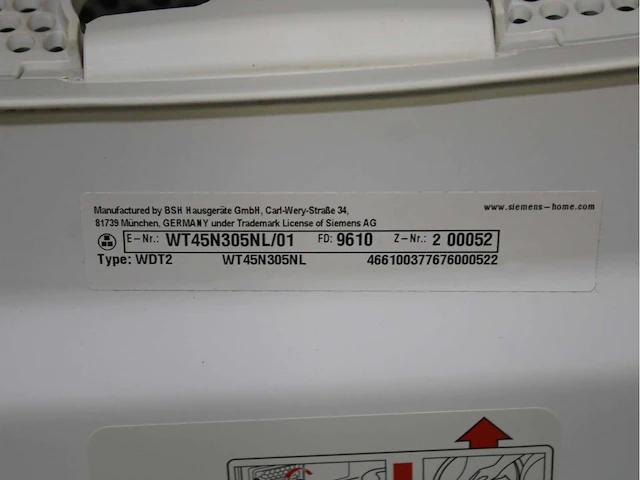 Manufactured by BSH Hausgeräte GmbH, Carl-Wery-Straße 34,
81739 München, GERMANY under Trademark License of Siemens AG
www.siemens-home.com
E-Nr.: WT45N305NL/01 FD: 9610 Z-Nr.: 2 00052
Type: WDT2 WT45N305NL 466100377676000522